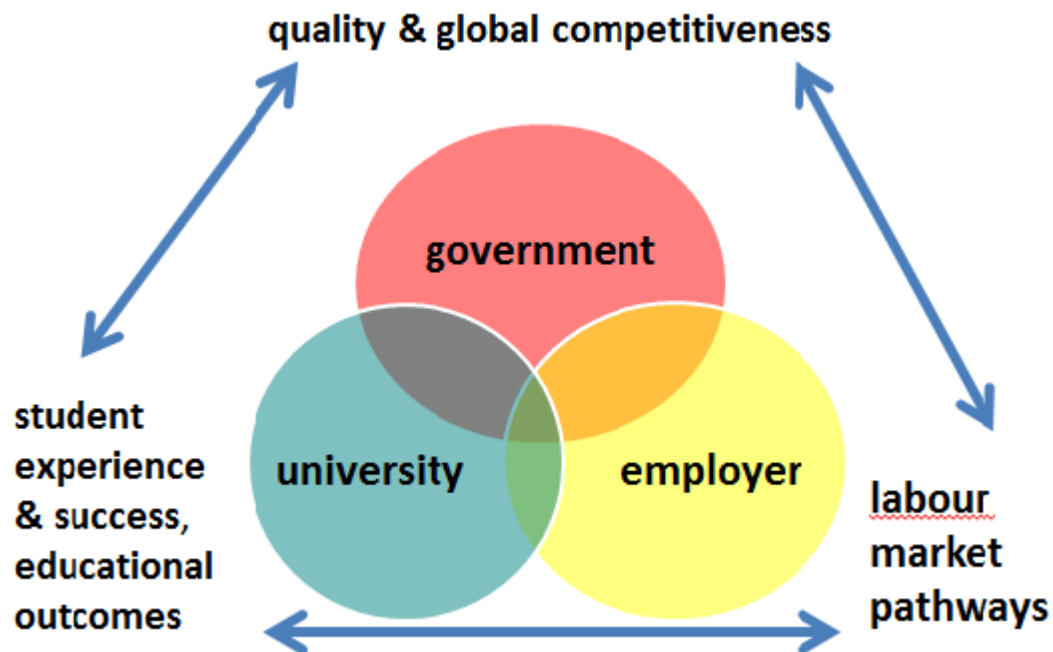 quality & global competitiveness
government
university
employer
student
experience
& success,
educational
outcomes
labour
market
pathways